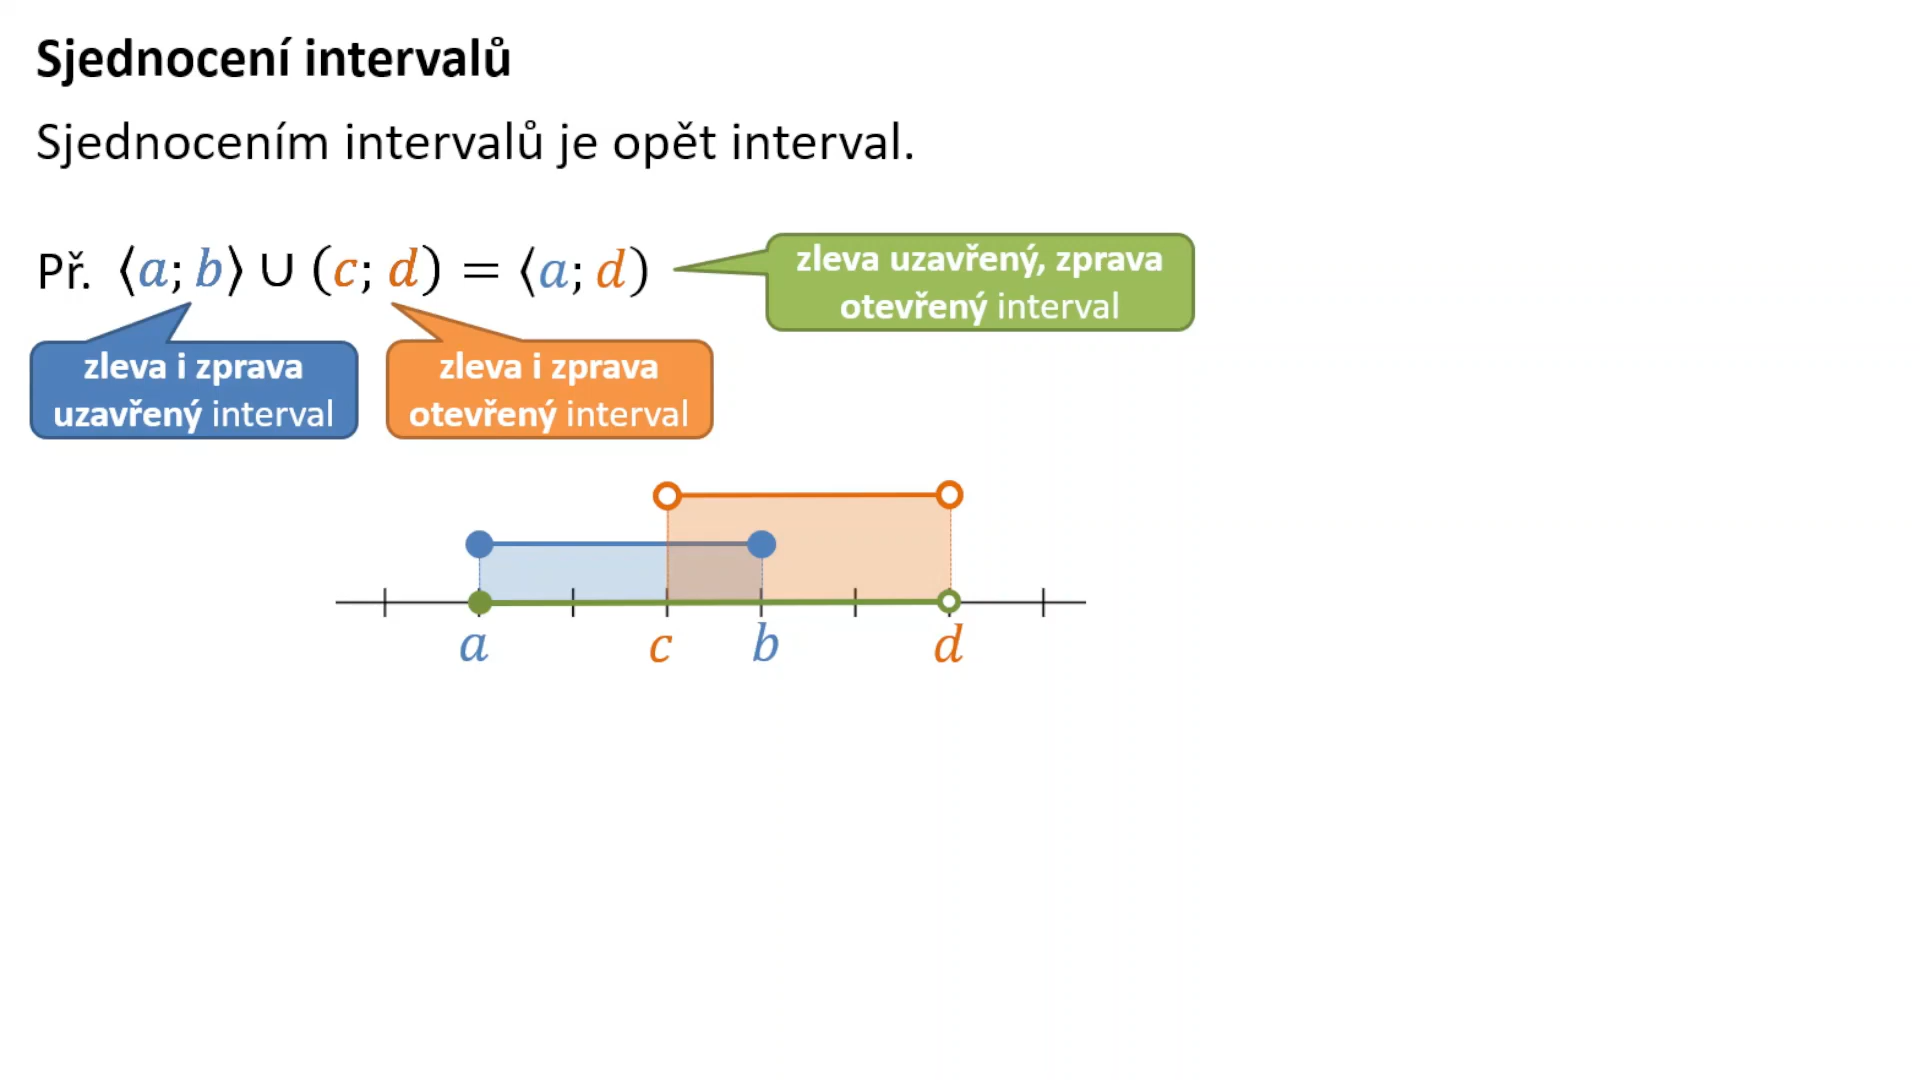 Sjednocení intervalů
Sjednocením intervalů je opět interval.
Př. ⟨a; b⟩ ∪ (c; d) = ⟨a; d)
zleva uzavřený, zprava
otevřený interval
zleva i zprava
uzavřený interval
zleva i zprava
otevřený interval
a c b d